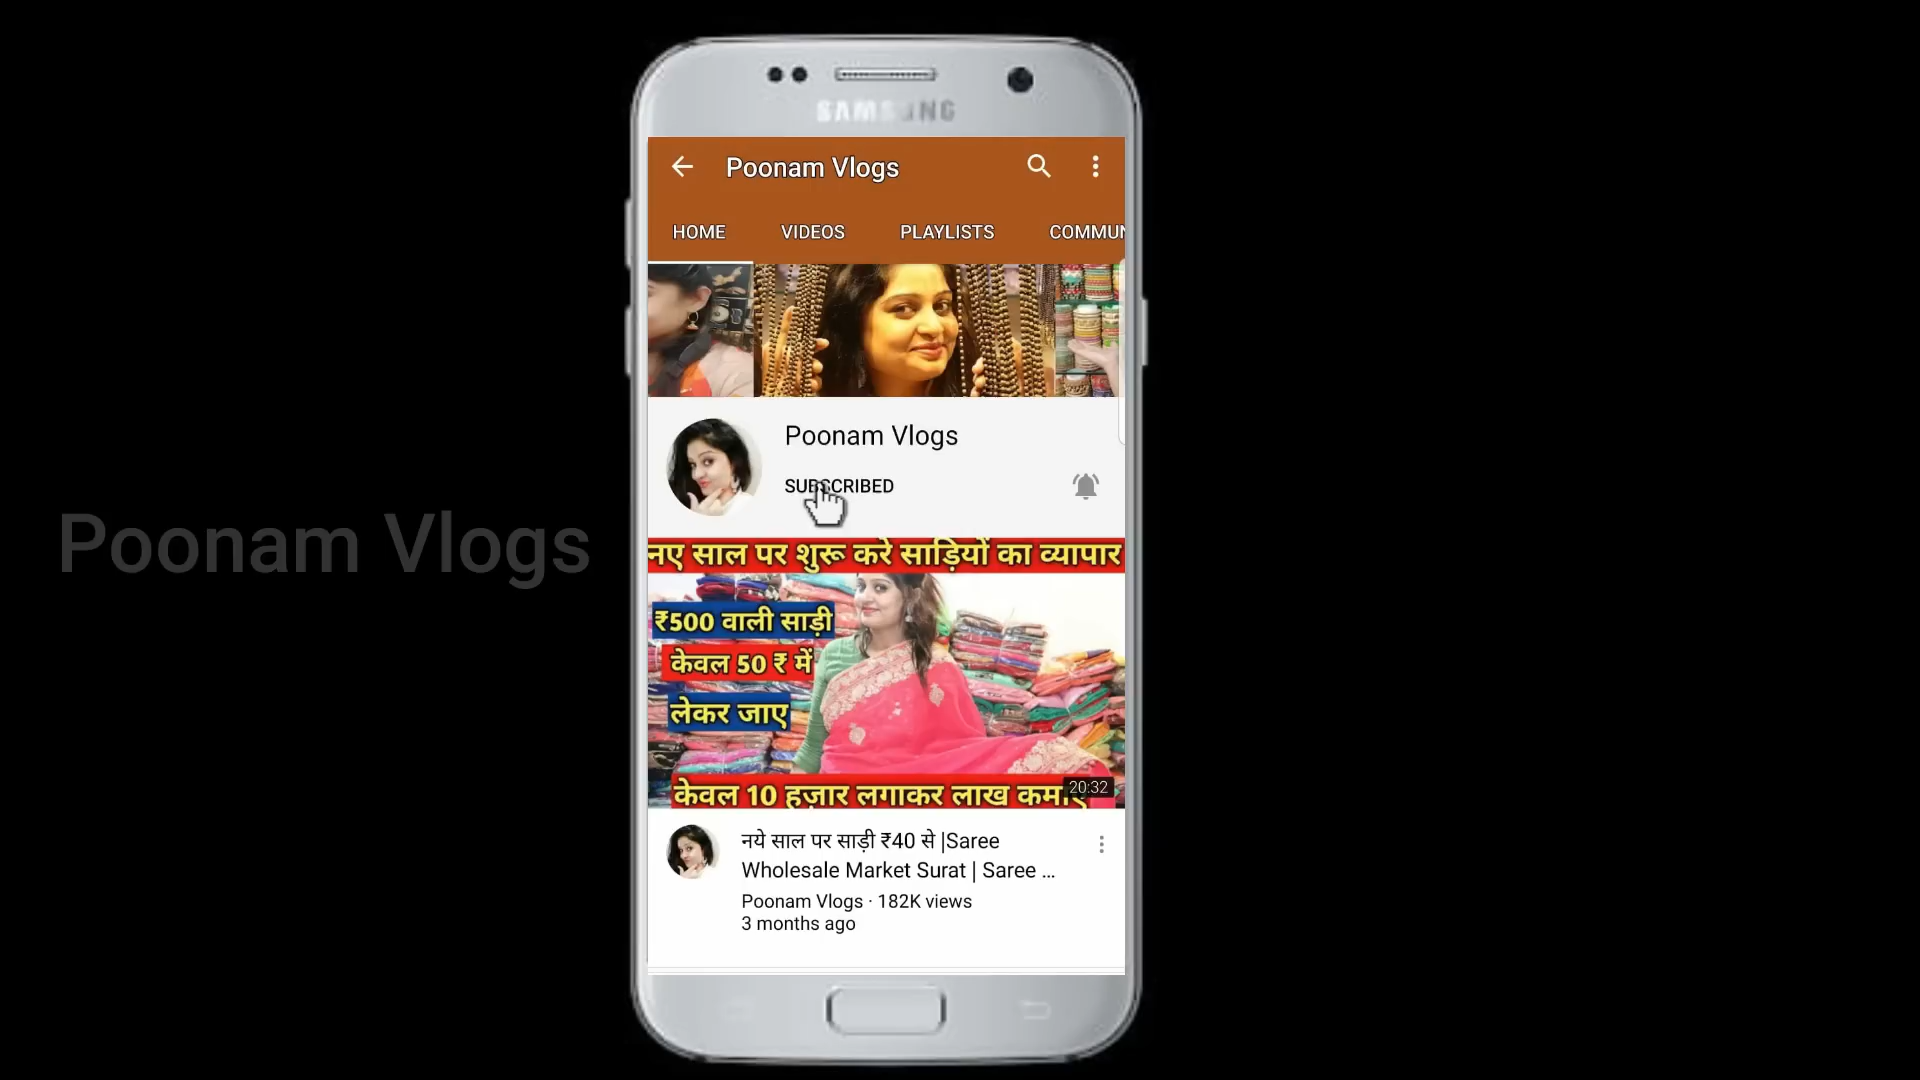 SAMSUNG
Poonam Vlogs
HOME VIDEOS PLAYLISTS COMMUN
Poonam Vlogs
SUBSCRIBED
Poonam Vlogs
नए साल पर शुरू करे साड़ियों का व्यापार
₹500 वाली साड़ी
केवल 50 ₹ में
लेकर जाए
केवल 10 हज़ार लगाकर लाख कमाए
20:32
नये साल पर साड़ी ₹40 से |Saree
Wholesale Market Surat | Saree ...
Poonam Vlogs · 182K views
3 months ago